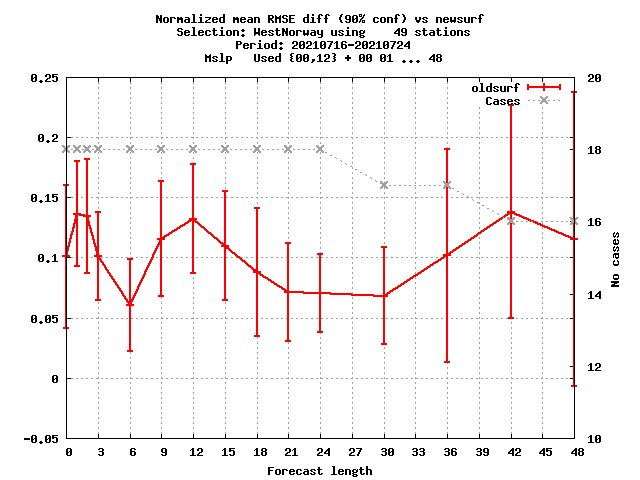 Normalized mean RMSE diff (90% conf) vs newsurf
Selection: WestNorway using    49 stations
Period: 20210716-20210724
Mslp   Used {00,12} + 00 01 ... 48
oldsurf
Cases
0.25
0.2
0.15
0.1
0.05
0
-0.05
20
18
16
14
12
10
No cases
0 3 6 9 12 15 18 21 24 27 30 33 36 39 42 45 48
Forecast length